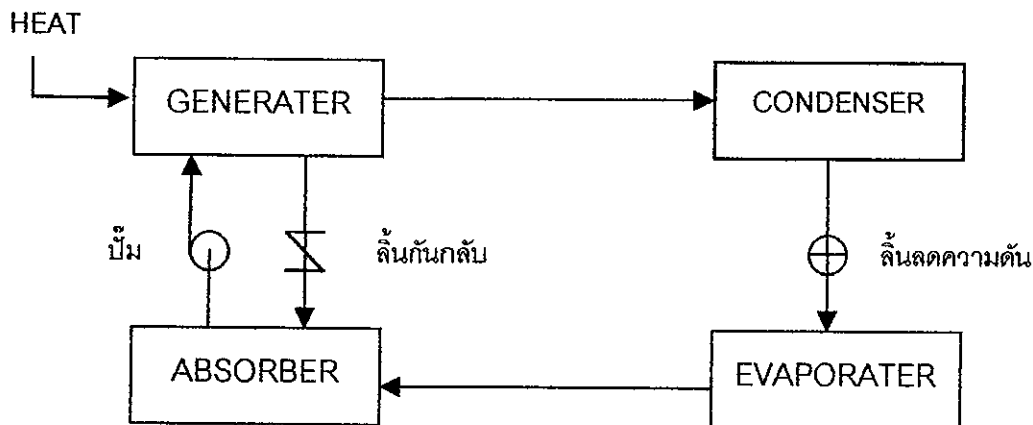 HEAT
GENERATER
CONDENSER
ปั๊ม
ลิ้นกันกลับ
ลิ้นลดความดัน
ABSORBER
EVAPORATER